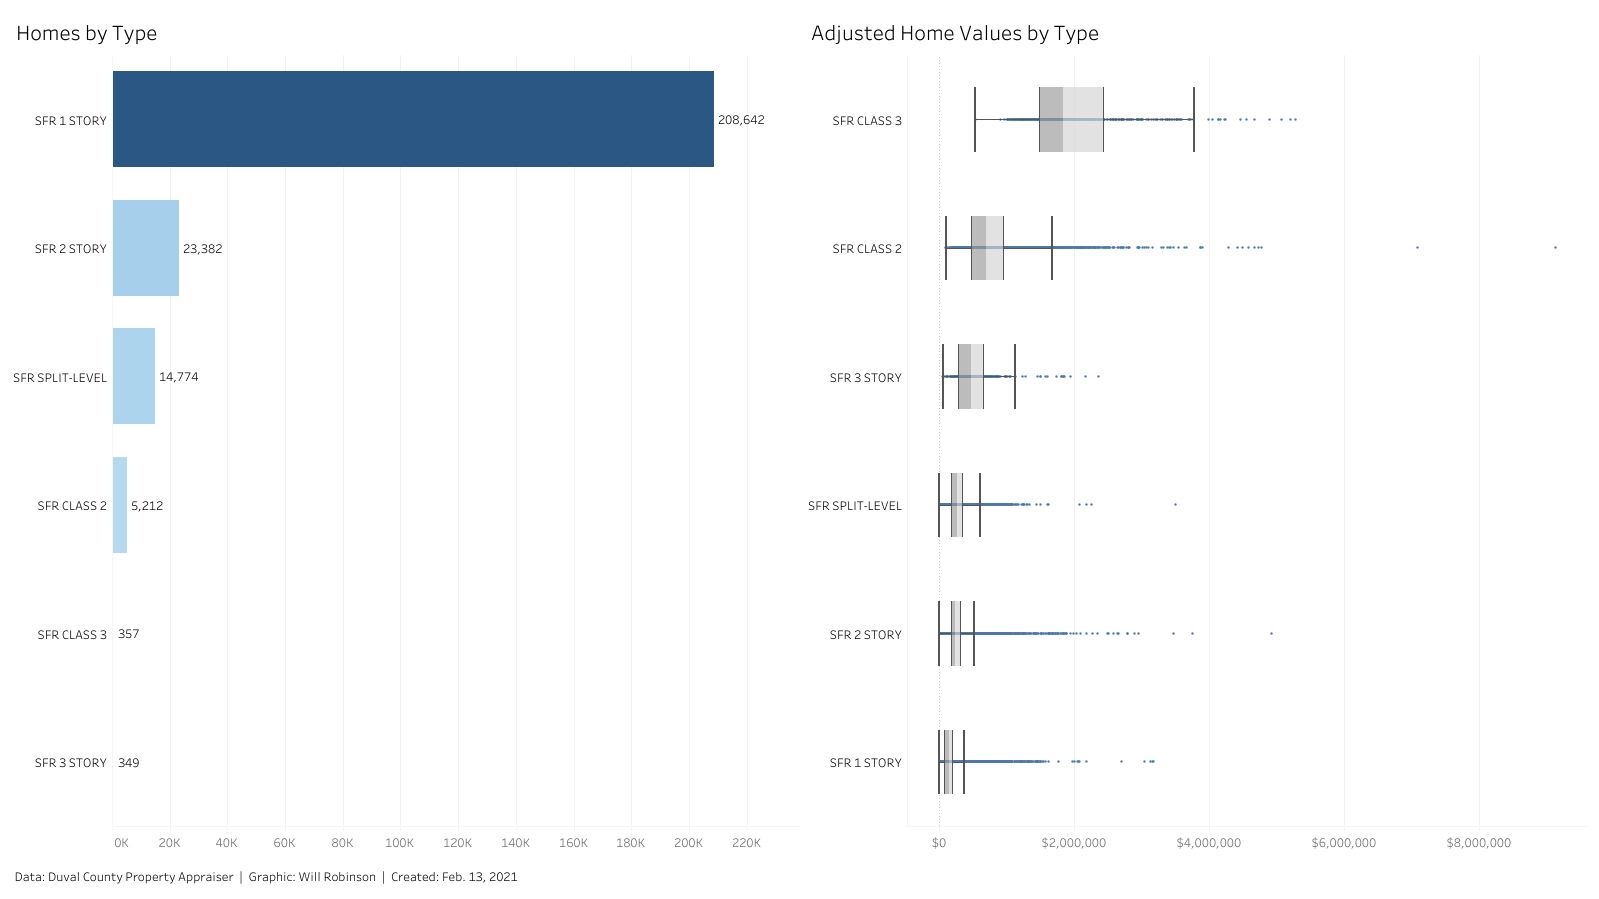 Homes by Type
SFR 1 STORY
208,642
SFR 2 STORY
23,382
SFR SPLIT-LEVEL
14,774
SFR CLASS 2
5,212
SFR CLASS 3
357
SFR 3 STORY
349
0K 20K 40K 60K 80K 100K 120K 140K 160K 180K 200K 220K
Adjusted Home Values by Type
SFR CLASS 3
SFR CLASS 2
SFR 3 STORY
SFR SPLIT-LEVEL
SFR 2 STORY
SFR 1 STORY
$0 $2,000,000 $4,000,000 $6,000,000 $8,000,000
Data: Duval County Property Appraiser | Graphic: Will Robinson | Created: Feb. 13, 2021